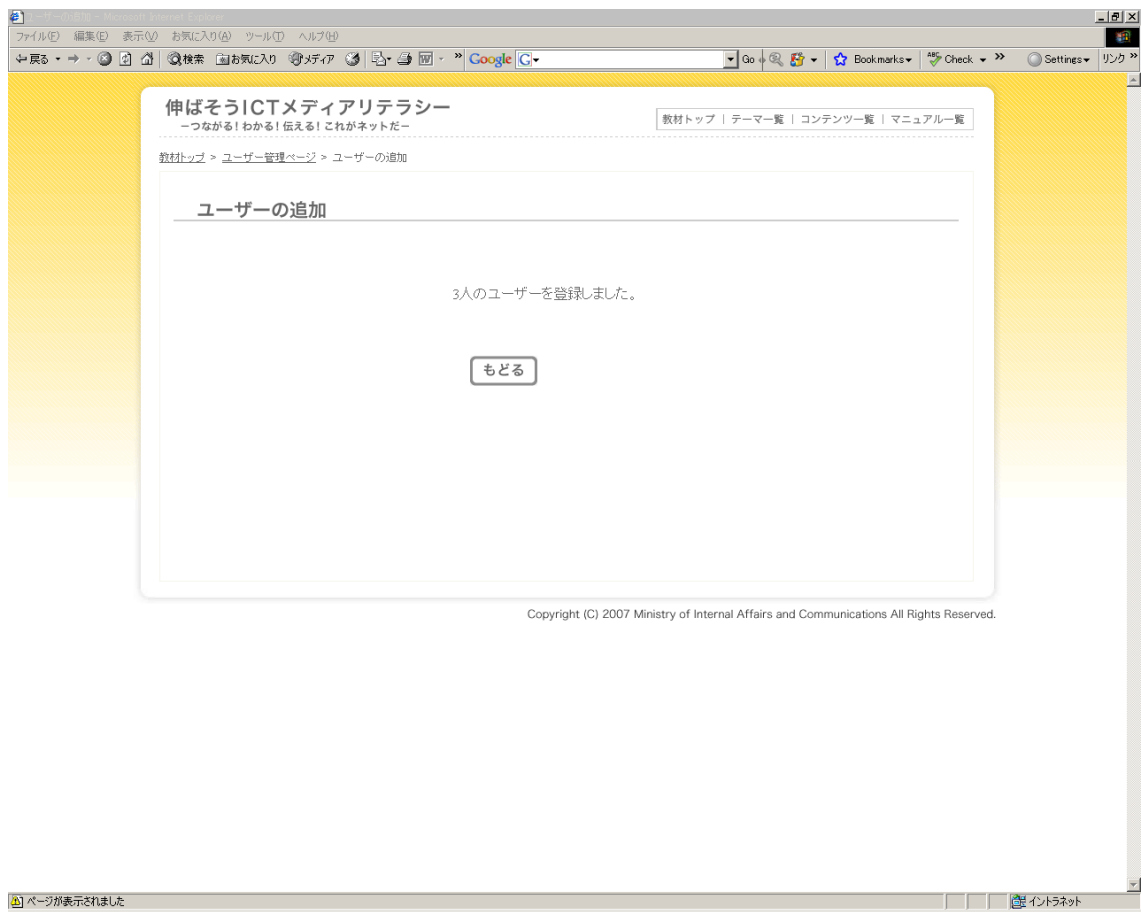 ユーザーの追加 - Microsoft Internet Explorer
ファイル(F) 編集(E) 表示(V) お気に入り(A) ツール(T) ヘルプ(H)
戻る 検索 お気に入り メディア » Google G Go Bookmarks ABC Check » Settings リンク »
伸ばそうICTメディアリテラシー
−つながる!わかる!伝える!これがネットだ−
教材トップ | テーマ一覧 | コンテンツ一覧 | マニュアル一覧
教材トップ > ユーザー管理ページ > ユーザーの追加
ユーザーの追加
3人のユーザーを登録しました。
もどる
Copyright (C) 2007 Ministry of Internal Affairs and Communications All Rights Reserved.
ページが表示されました イントラネット